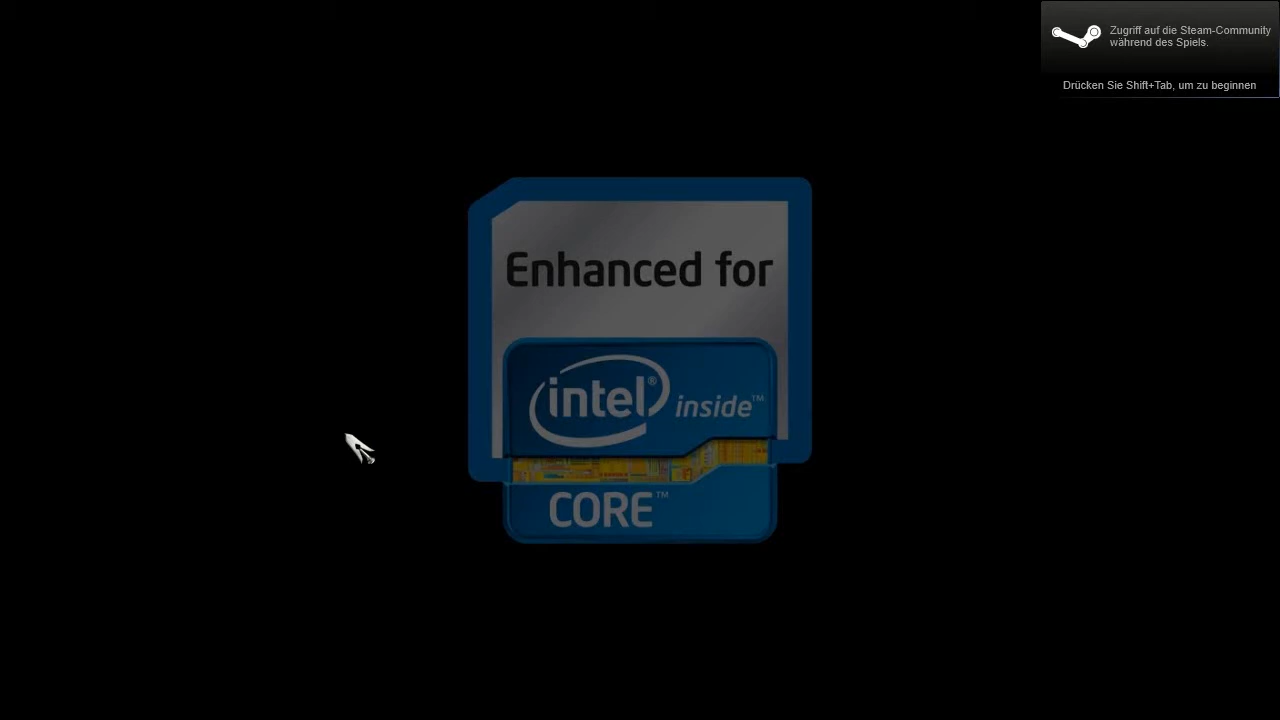 Zugriff auf die Steam-Community
während des Spiels.
Drücken Sie Shift+Tab, um zu beginnen
Enhanced for
intel® inside™
CORE™